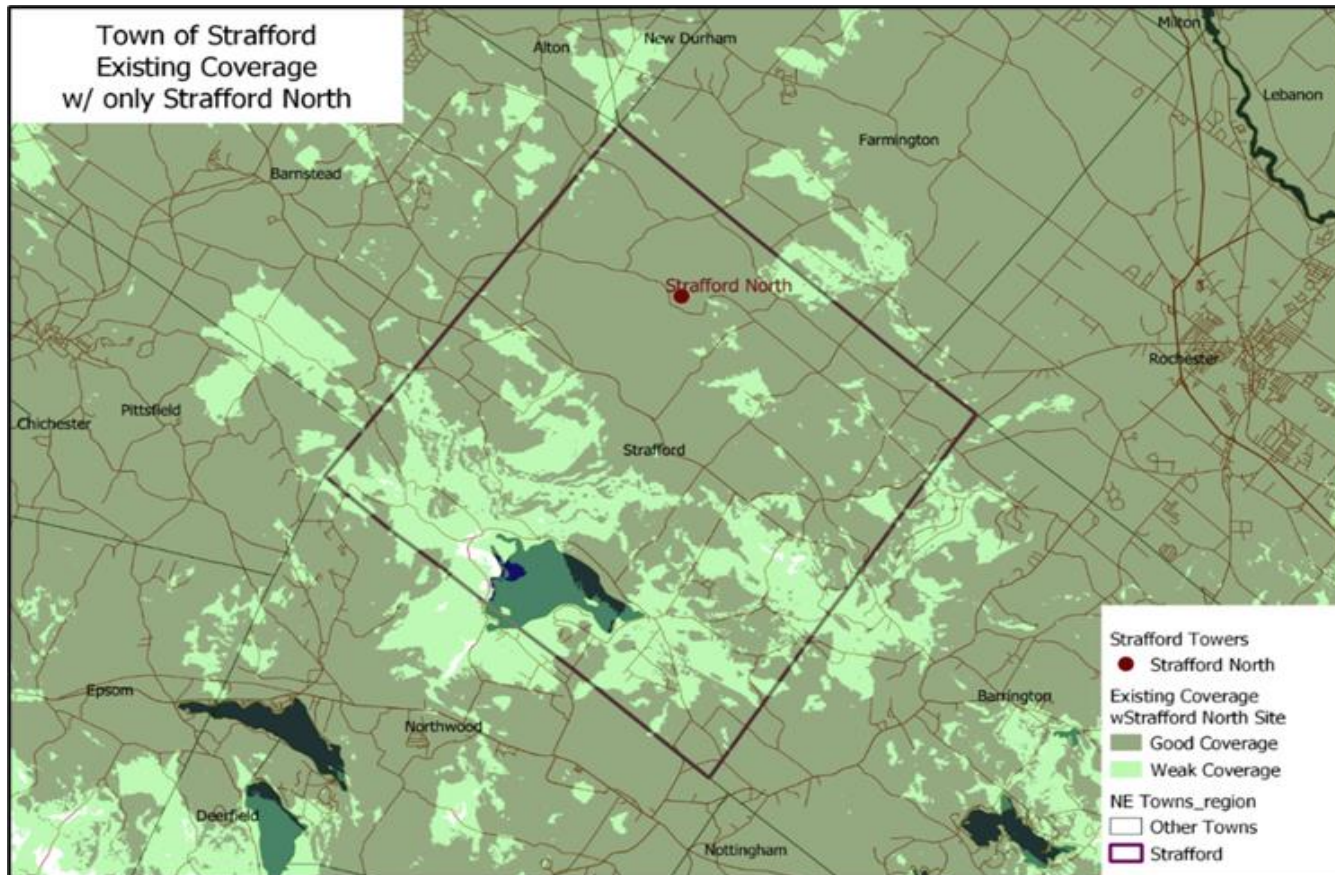 Town of Strafford
Existing Coverage
w/ only Strafford North
Milton
New Durham
Alton
Lebanon
Farmington
Barnstead
Strafford North
Rochester
Pittsfield
Chichester
Strafford
Epsom
Northwood
Barrington
Deerfield
Nottingham
Strafford Towers
Strafford North
Existing Coverage
wStrafford North Site
Good Coverage
Weak Coverage
NE Towns_region
Other Towns
Strafford